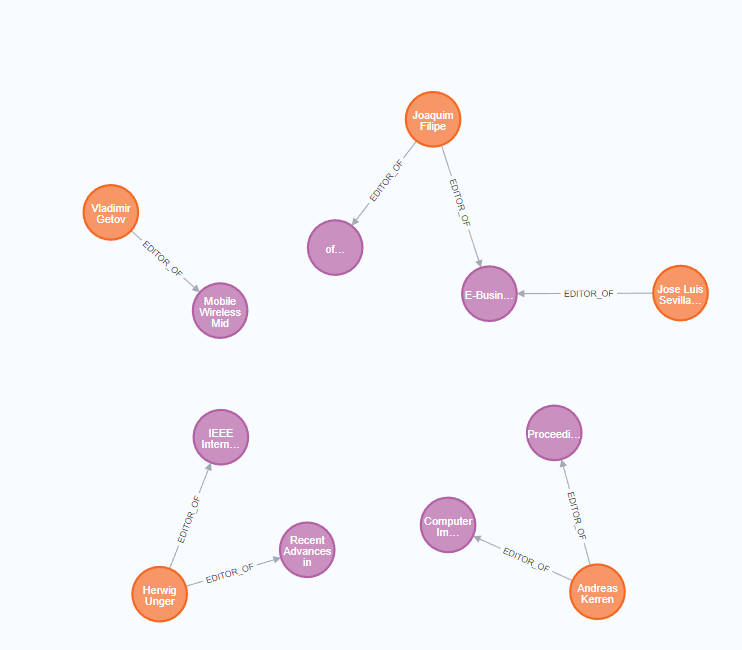 Joaquim
Filipe
EDITOR_OF
EDITOR_OF
Vladimir
Getov
EDITOR_OF
of...
Mobile
Wireless
Mid
E-Busin...
EDITOR_OF
Jose Luis
Sevilla...
IEEE
Intern...
Proceedi...
EDITOR_OF
EDITOR_OF
Computer
Im...
Recent
Advances
in
EDITOR_OF
EDITOR_OF
Herwig
Unger
Andreas
Kerren